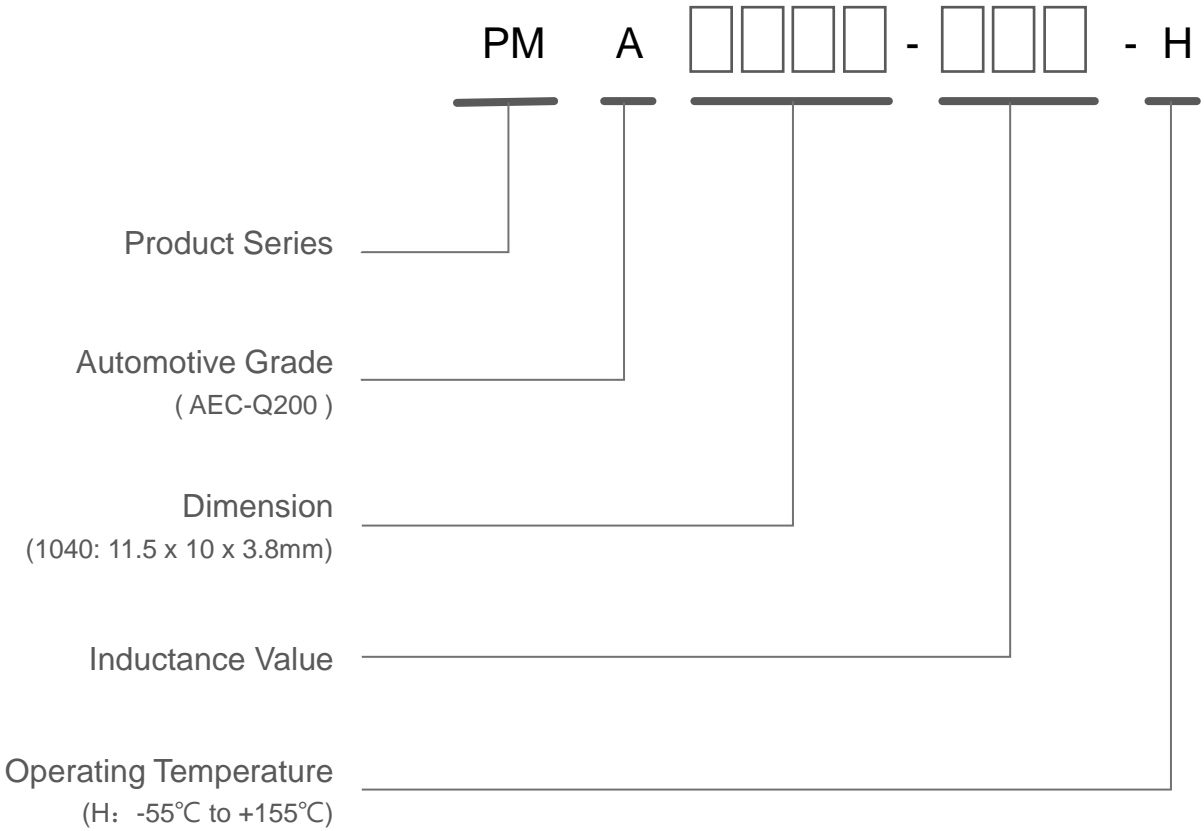 PM A □□□□ - □□□ - H
Product Series
Automotive Grade
( AEC-Q200 )
Dimension
(1040: 11.5 x 10 x 3.8mm)
Inductance Value
Operating Temperature
(H：-55℃ to +155℃)